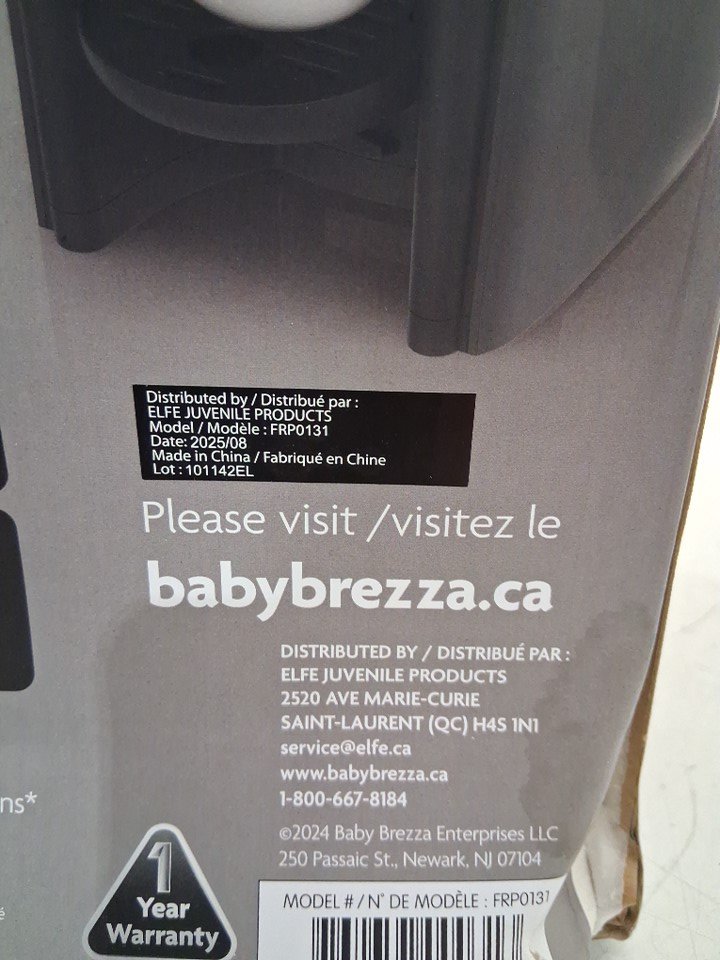 Distributed by / Distribué par :
ELFE JUVENILE PRODUCTS
Model / Modèle : FRP0131
Date: 2025/08
Made in China / Fabriqué en Chine
Lot : 101142EL
Please visit /visitez le
babybrezza.ca
DISTRIBUTED BY / DISTRIBUÉ PAR :
ELFE JUVENILE PRODUCTS
2520 AVE MARIE-CURIE
SAINT-LAURENT (QC) H4S 1N1
service@elfe.ca
www.babybrezza.ca
1-800-667-8184
ns*
©2024 Baby Brezza Enterprises LLC
250 Passaic St., Newark, NJ 07104
1
Year
Warranty
MODEL # / N° DE MODÈLE : FRP0131